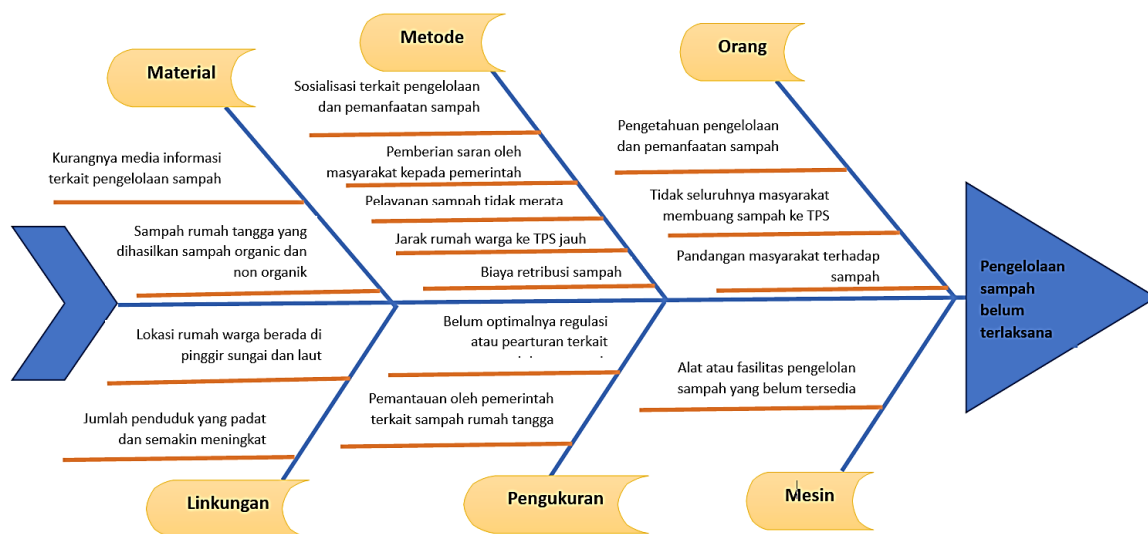 Material
Metode
Orang
Kurangnya media informasi
terkait pengelolaan sampah
Sampah rumah tangga yang
dihasilkan sampah organic dan
non organik
Sosialisasi terkait pengelolaan
dan pemanfaatan sampah
Pemberian saran oleh
masyarakat kepada pemerintah
Pelayanan sampah tidak merata
Jarak rumah warga ke TPS jauh
Biaya retribusi sampah
Pengetahuan pengelolaan
dan pemanfaatan sampah
Tidak seluruhnya masyarakat
membuang sampah ke TPS
Pandangan masyarakat terhadap
sampah
Pengelolaan
sampah
belum
terlaksana
Lokasi rumah warga berada di
pinggir sungai dan laut
Jumlah penduduk yang padat
dan semakin meningkat
Belum optimalnya regulasi
atau pearturan terkait
Pemantauan oleh pemerintah
terkait sampah rumah tangga
Alat atau fasilitas pengelolan
sampah yang belum tersedia
Linkungan
Pengukuran
Mesin